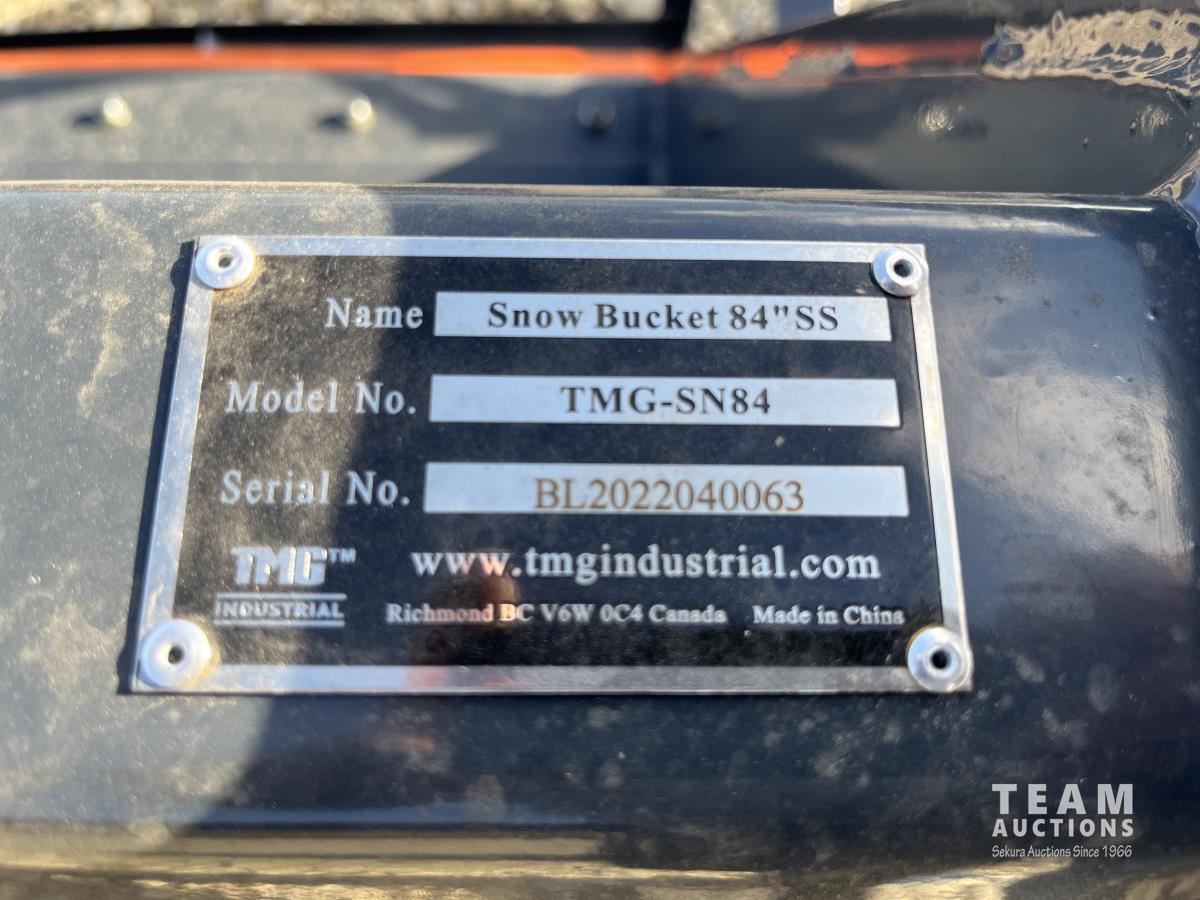 Name Snow Bucket 84"SS
Model No. TMG-SN84
Serial No. BL2022040063
TMG™ www.tmgindustrial.com
INDUSTRIAL Richmond BC V6W 0C4 Canada Made in China
TEAM
AUCTIONS
Sekura Auctions Since 1966